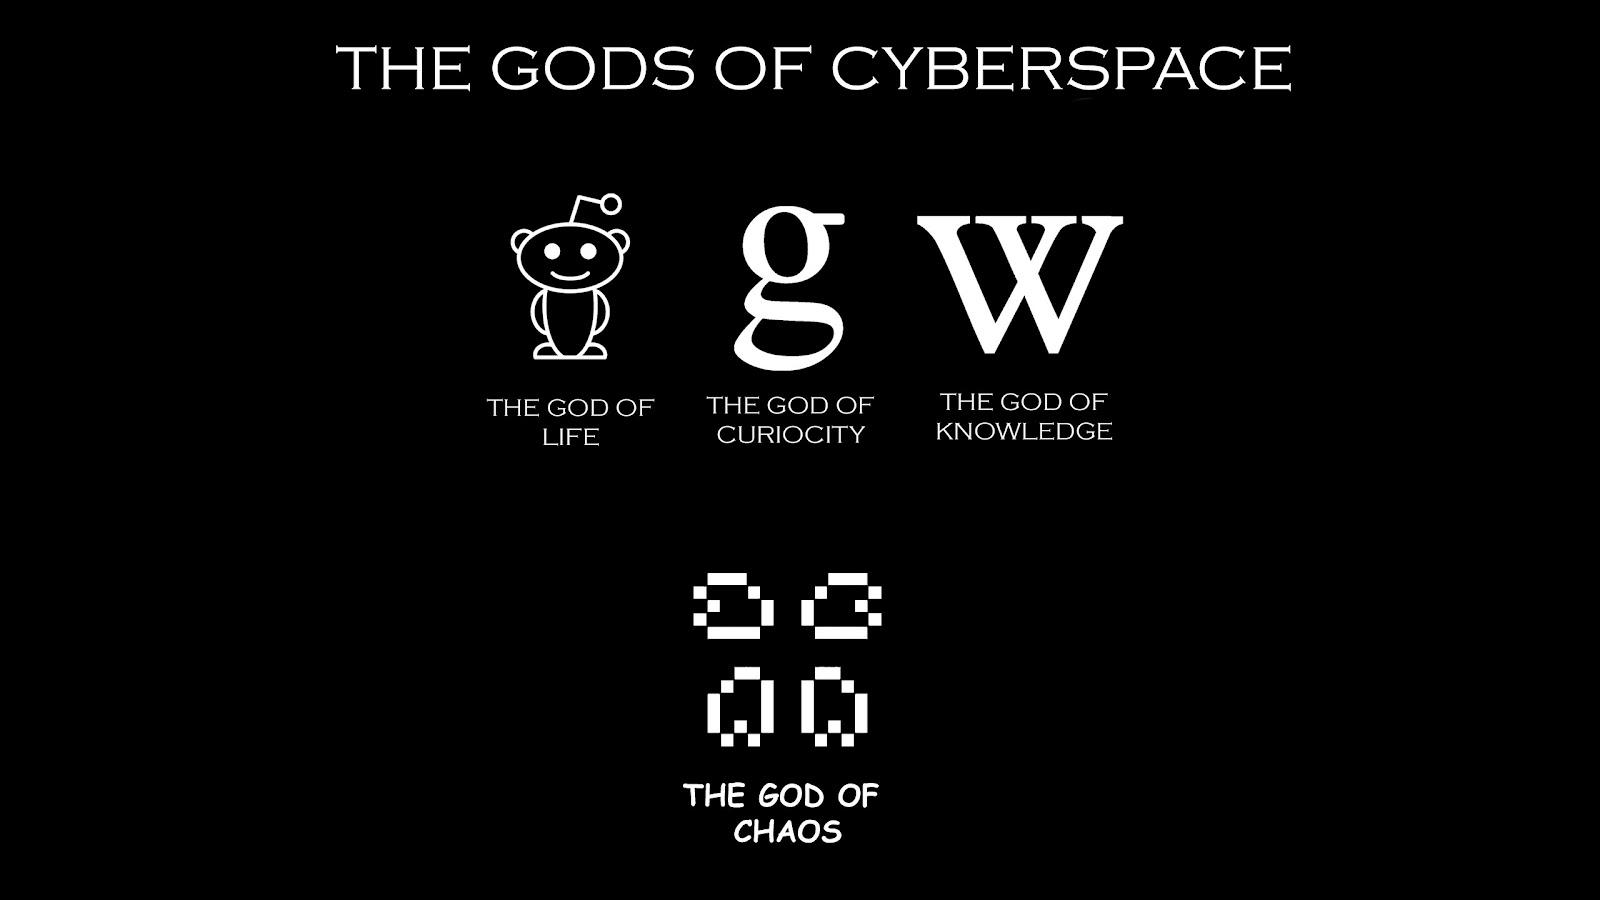 THE GODS OF CYBERSPACE
g W
THE GOD OF
LIFE
THE GOD OF
CURIOCITY
THE GOD OF
KNOWLEDGE
THE GOD OF
CHAOS